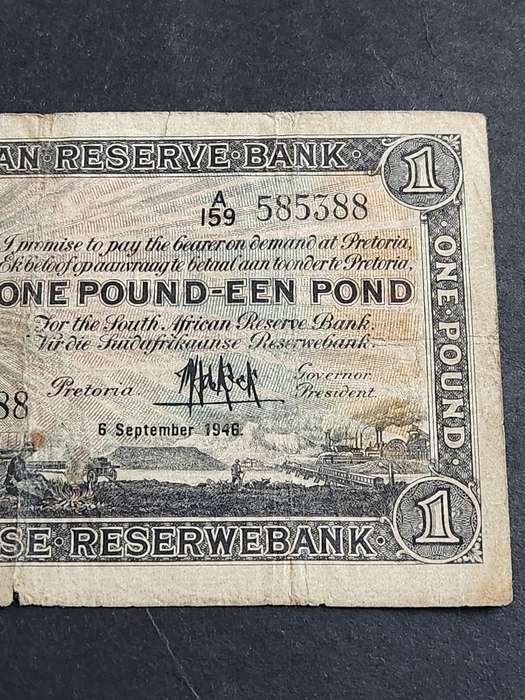 AN·RESERVE·BANK·
1
A
159 585388
I promise to pay the bearer on demand at Pretoria,
Ek beloof op aanvraag te betaal aan toonder te Pretoria,
ONE POUND-EEN POND
For the South African Reserve Bank.
Vir die Suidafrikaanse Reserwebank.
Pretoria.
Governor
President.
88
6 September 1946.
·ONE·POUND·
1
SE·RESERWEBANK·